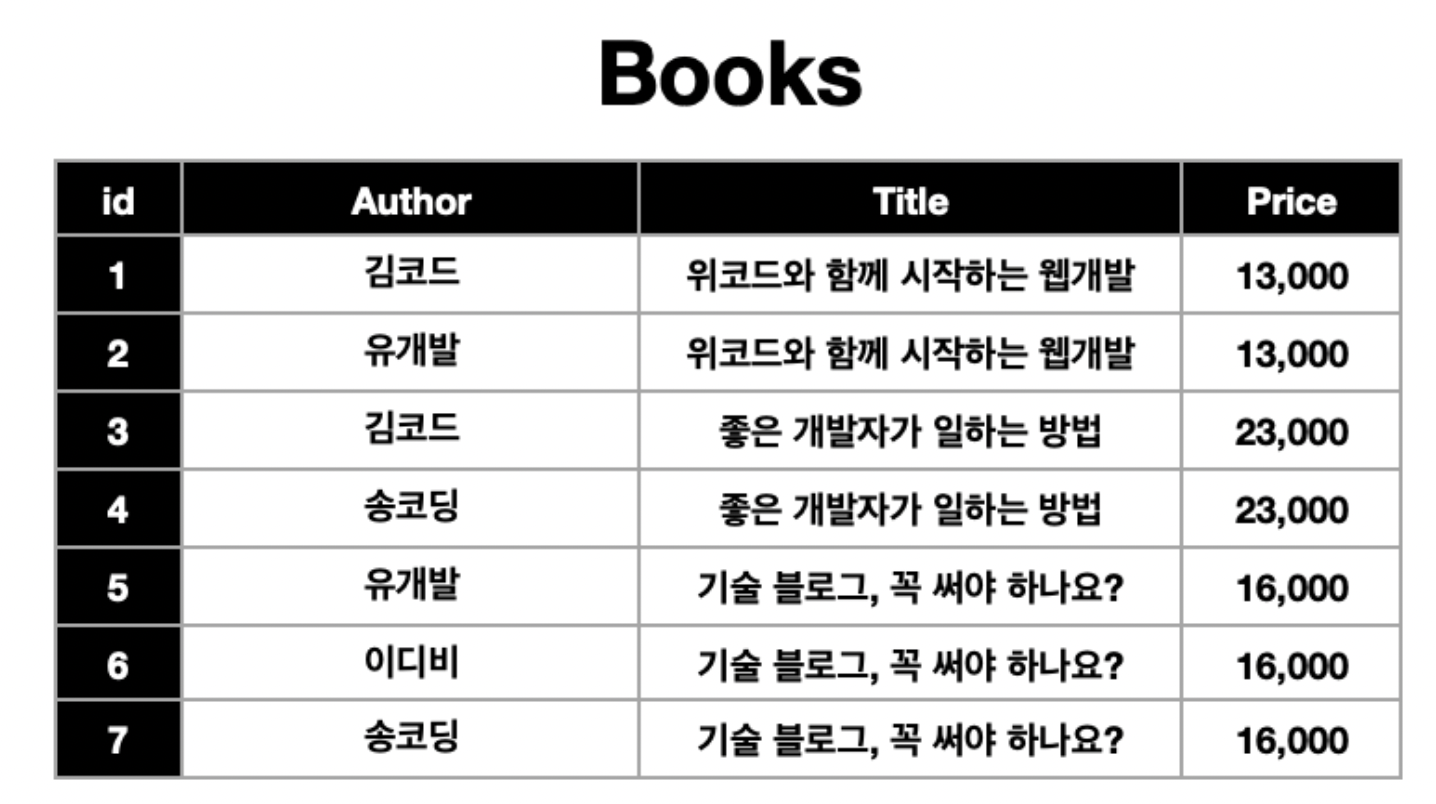 Books
id Author Title Price
1 김코드 위코드와 함께 시작하는 웹개발 13,000
2 유개발 위코드와 함께 시작하는 웹개발 13,000
3 김코드 좋은 개발자가 일하는 방법 23,000
4 송코딩 좋은 개발자가 일하는 방법 23,000
5 유개발 기술 블로그, 꼭 써야 하나요? 16,000
6 이디비 기술 블로그, 꼭 써야 하나요? 16,000
7 송코딩 기술 블로그, 꼭 써야 하나요? 16,000